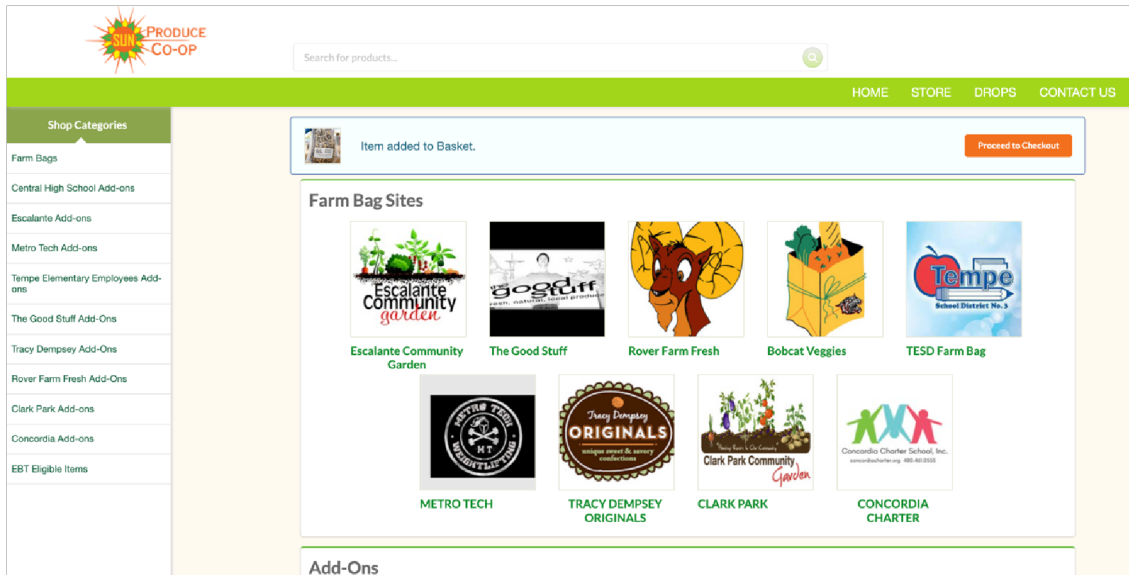 SUN PRODUCE
CO-OP
Search for products...
HOME STORE DROPS CONTACT US
Shop Categories
Farm Bags
Central High School Add-ons
Escalante Add-ons
Metro Tech Add-ons
Tempe Elementary Employees Add-
ons
The Good Stuff Add-Ons
Tracy Dempsey Add-Ons
Rover Farm Fresh Add-Ons
Clark Park Add-ons
Concordia Add-ons
EBT Eligible Items
Item added to Basket.
Proceed to Checkout
Farm Bag Sites
Escalante
Community
garden
the
good stuff
fresh, natural, local produce
Tempe
School District No. 3
Escalante Community
Garden
The Good Stuff
Rover Farm Fresh
Bobcat Veggies
TESD Farm Bag
METRO TECH
MT
WEIGHTLIFTING
Tracy Dempsey
ORIGINALS
unique sweet & savory
confections
Clark Park Community
Garden
Concordia Charter School, Inc.
METRO TECH
TRACY DEMPSEY
ORIGINALS
CLARK PARK
CONCORDIA
CHARTER
Add-Ons